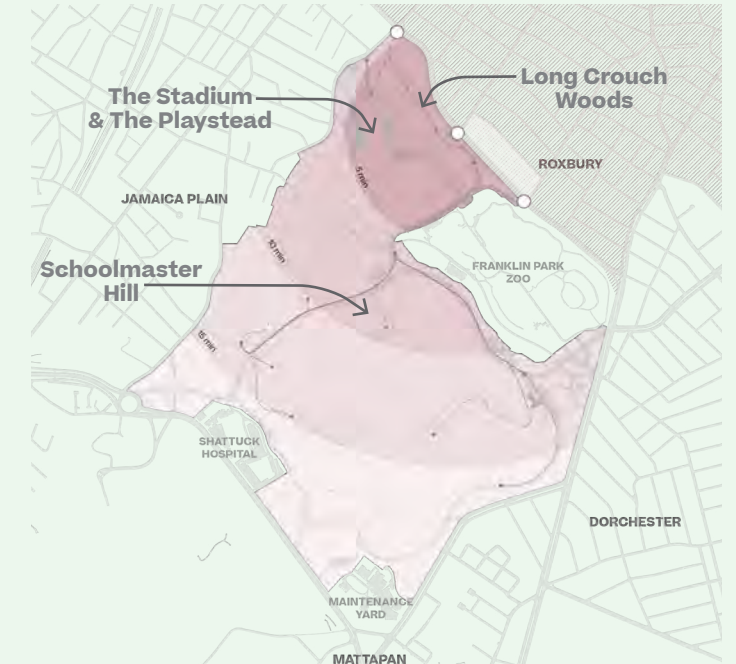 The Stadium
& The Playstead
Long Crouch
Woods
ROXBURY
5 min
JAMAICA PLAIN
10 min
Schoolmaster
Hill
FRANKLIN PARK
ZOO
15 min
SHATTUCK
HOSPITAL
DORCHESTER
MAINTENANCE
YARD
MATTAPAN